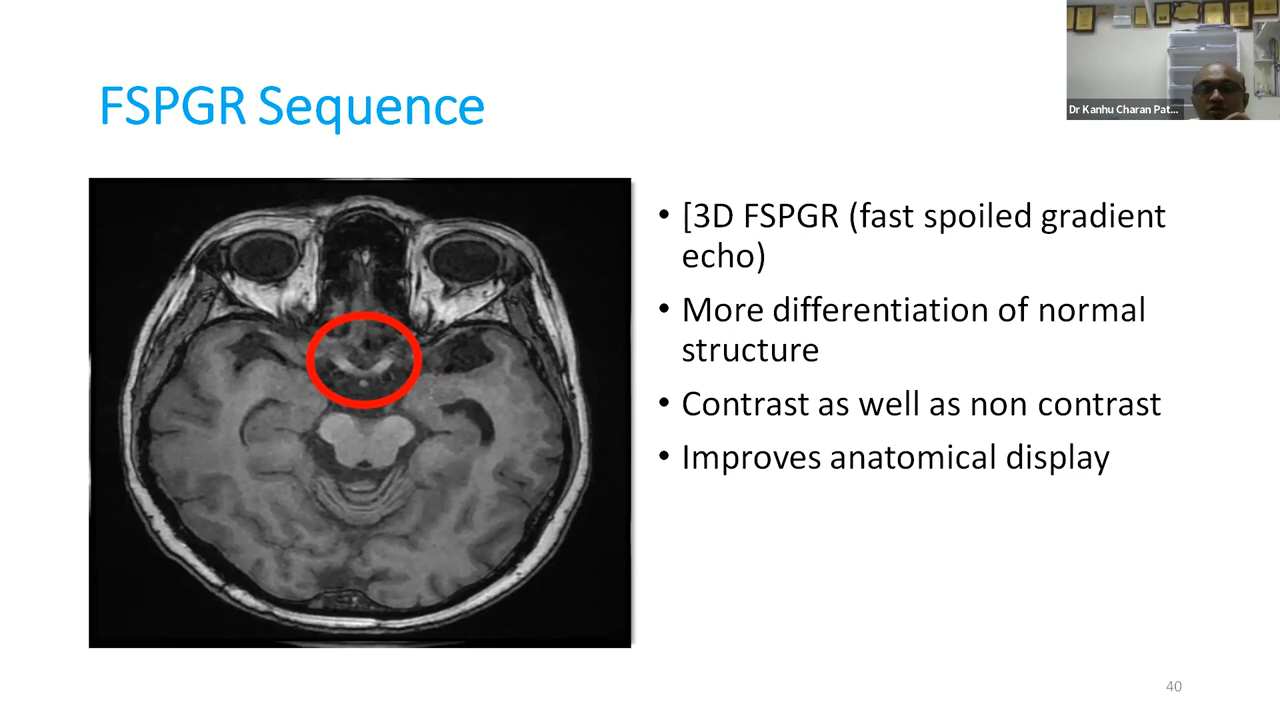 Dr Kanhu Charan Pat...
FSPGR Sequence
• [3D FSPGR (fast spoiled gradient
echo)
• More differentiation of normal
structure
• Contrast as well as non contrast
• Improves anatomical display
40